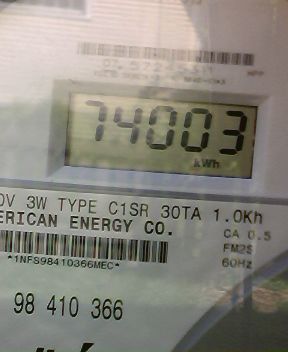 74003
kWh
0V 3W TYPE C1SR 30TA 1.0Kh
ERICAN ENERGY CO.
CA 0.5
FM2S
60Hz
*1NFS98410366MEC*
98 410 366